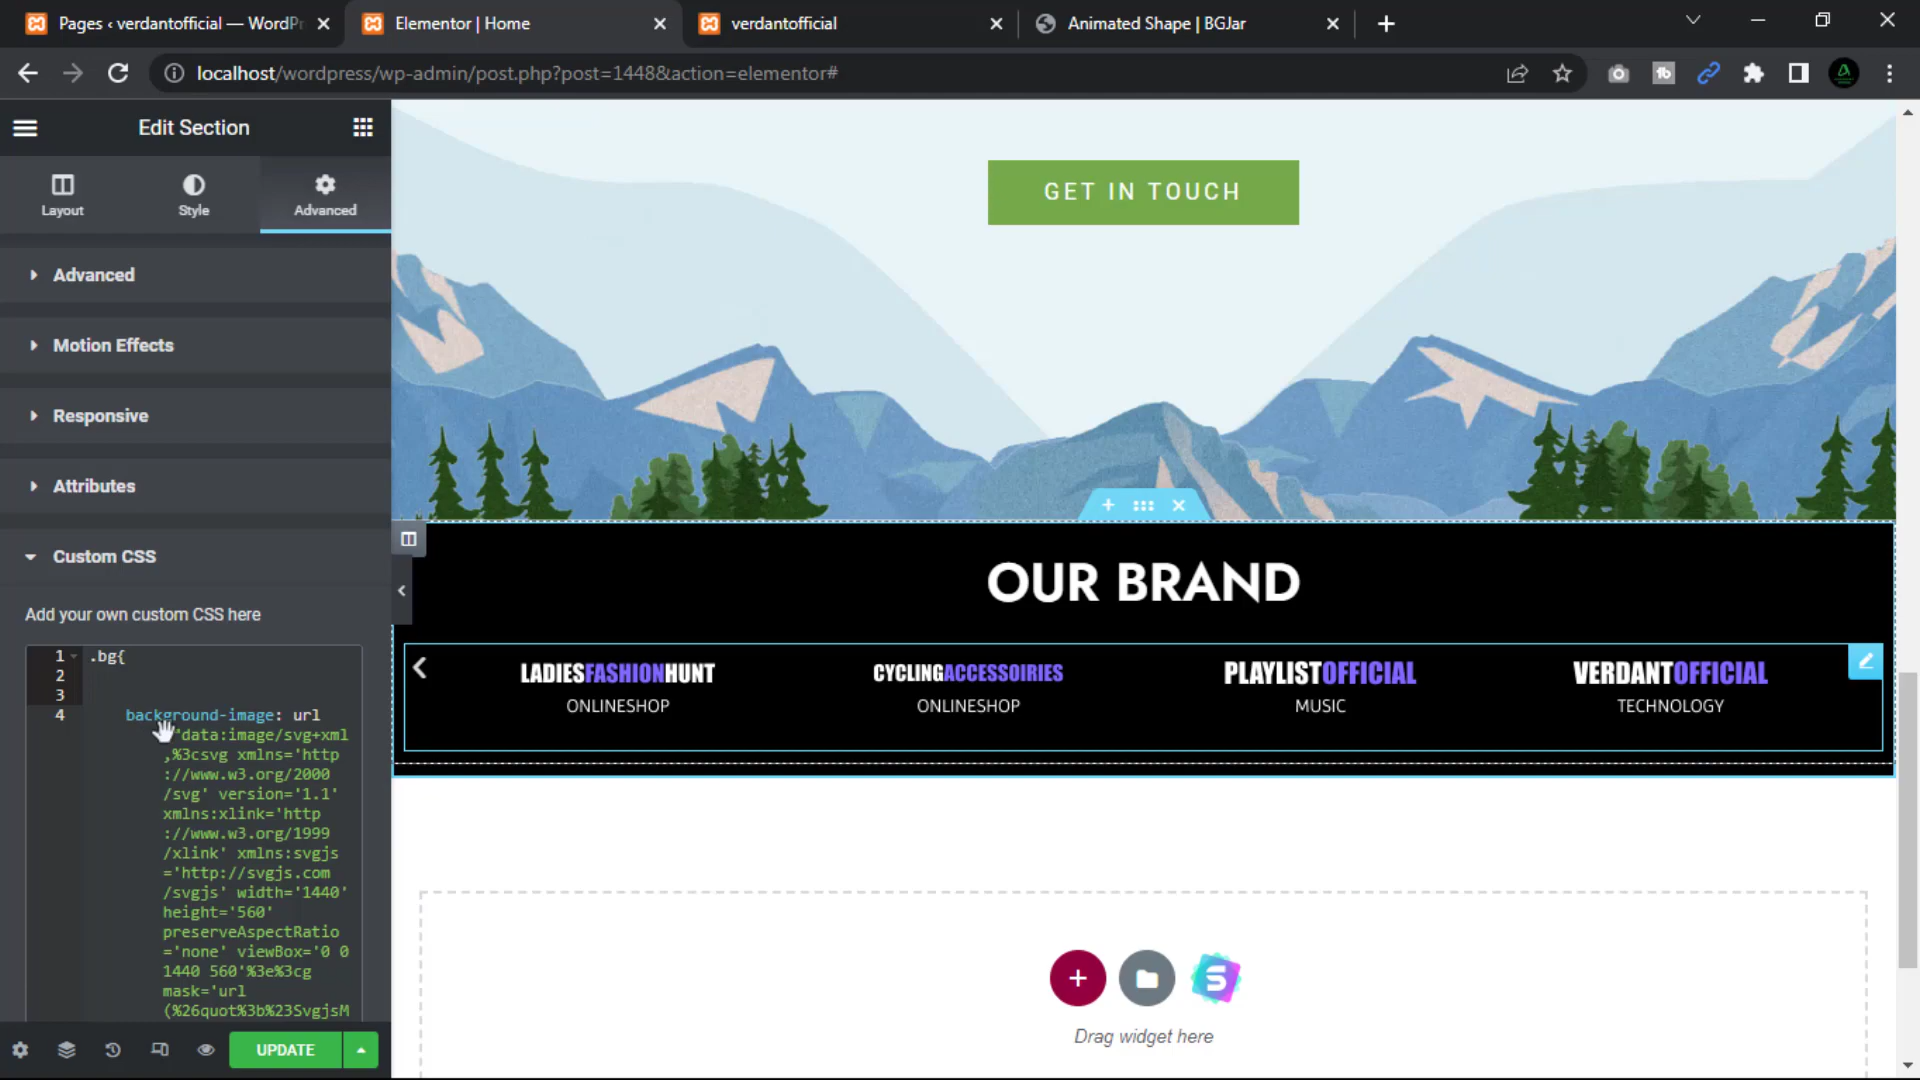 Pages ‹ verdantofficial — WordPr
Elementor | Home
verdantofficial
Animated Shape | BGJar
localhost/wordpress/wp-admin/post.php?post=1448&action=elementor#
Edit Section
Layout
Style
Advanced
Advanced
Motion Effects
Responsive
Attributes
Custom CSS
Add your own custom CSS here
1 .bg{
2
3
4 background-image: url
"data:image/svg+xml
,%3csvg xmlns='http
://www.w3.org/2000
/svg' version='1.1'
xmlns:xlink='http
://www.w3.org/1999
/xlink' xmlns:svgjs
='http://svgjs.com
/svgjs' width='1440'
height='560'
preserveAspectRatio
='none' viewBox='0 0
1440 560'%3e%3cg
mask='url
(%26quot%3b%23SvgjsM
UPDATE
GET IN TOUCH
OUR BRAND
LADIESFASHIONHUNT
ONLINESHOP
CYCLINGACCESSOIRIES
ONLINESHOP
PLAYLISTOFFICIAL
MUSIC
VERDANTOFFICIAL
TECHNOLOGY
Drag widget here